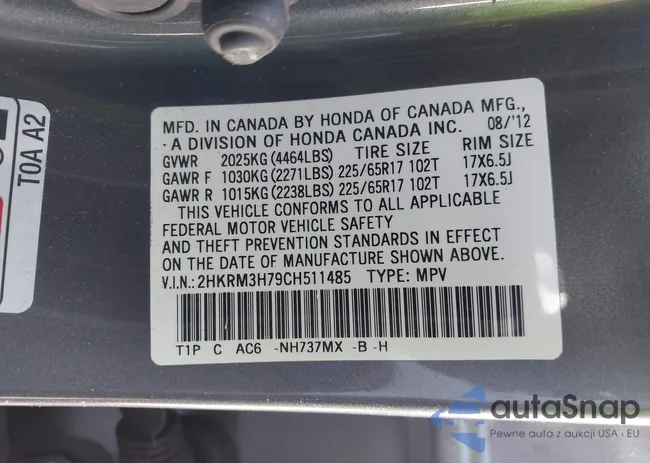 T0A A2
MFD. IN CANADA BY HONDA OF CANADA MFG.,
A DIVISION OF HONDA CANADA INC. 08/'12
GVWR 2025KG(4464LBS) TIRE SIZE RIM SIZE
GAWR F 1030KG(2271LBS) 225/65R17 102T 17X6.5J
GAWR R 1015KG(2238LBS) 225/65R17 102T 17X6.5J
THIS VEHICLE CONFORMS TO ALL APPLICABLE
FEDERAL MOTOR VEHICLE SAFETY
AND THEFT PREVENTION STANDARDS IN EFFECT
ON THE DATE OF MANUFACTURE SHOWN ABOVE.
V.I.N.: 2HKRM3H79CH511485 TYPE: MPV
T1P C AC6 -NH737MX -B -H
autaSnap
Pewne auta z aukcji USA i EU